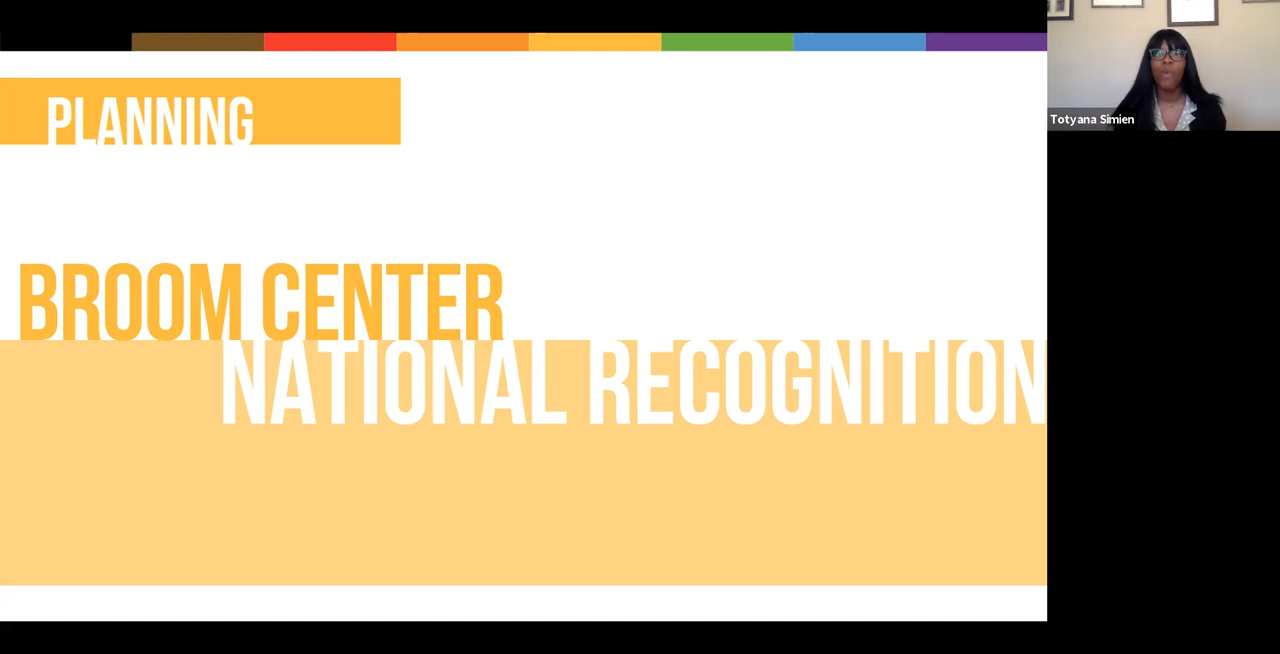 PLANNING
BROOM CENTER
NATIONAL RECOGNITION
Totyana Simien